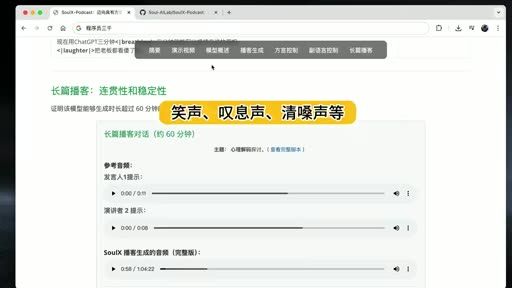 SoulX-Podcast: 迈向真实方
Soul-AILab/SoulX-Podcast:
程序员三千
现在用ChatGPT三分钟
<|laughter|>把老板都看傻了
摘要 演示视频 模型概述 播客生成 方言控制 副语言控制 长篇播客
长篇播客：连贯性和稳定性
证明该模型能够生成时长超过 60 分钟
笑声、叹息声、清嗓声等
长篇播客对话（约 60 分钟）
主题： 心理解码探讨。（ 查看完整脚本 ）
参考音频：
发言人1提示：
0:00 / 0:11
演讲者 2 提示：
0:00 / 0:08
SoulX 播客生成的音频（完整版）：
0:58 / 1:04:22